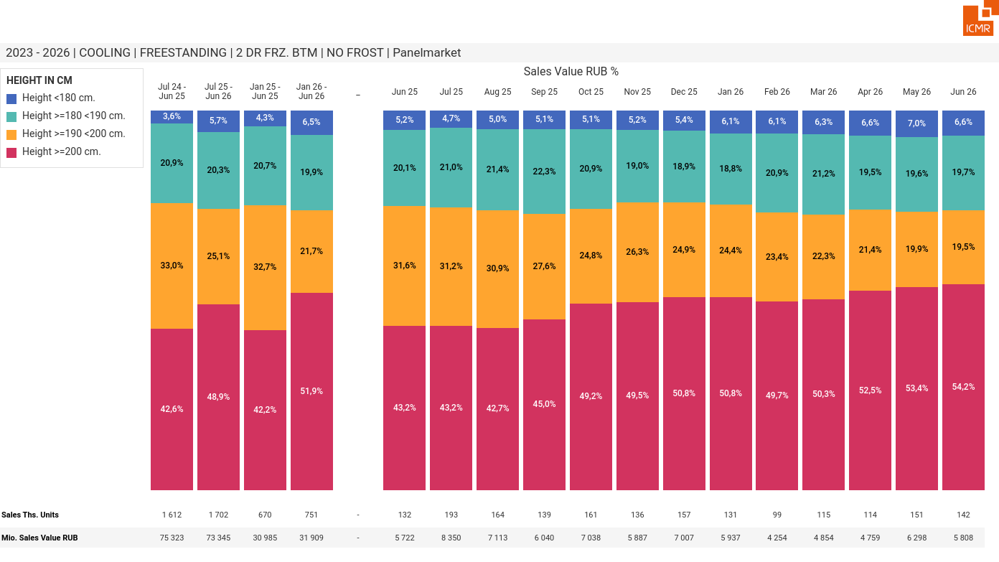 ICMR
2023 - 2026 | COOLING | FREESTANDING | 2 DR FRZ. BTM | NO FROST | Panelmarket
HEIGHT IN CM
Height <180 cm.
Height >=180 <190 cm.
Height >=190 <200 cm.
Height >=200 cm.
Sales Value RUB %
Jul 24 - Jun 25 Jul 25 - Jun 26 Jan 25 - Jun 25 Jan 26 - Jun 26 – Jun 25 Jul 25 Aug 25 Sep 25 Oct 25 Nov 25 Dec 25 Jan 26 Feb 26 Mar 26 Apr 26 May 26 Jun 26
3,6% 5,7% 4,3% 6,5% 5,2% 4,7% 5,0% 5,1% 5,1% 5,2% 5,4% 6,1% 6,1% 6,3% 6,6% 7,0% 6,6%
20,9% 20,3% 20,7% 19,9% 20,1% 21,0% 21,4% 22,3% 20,9% 19,0% 18,9% 18,8% 20,9% 21,2% 19,5% 19,6% 19,7%
33,0% 25,1% 32,7% 21,7% 31,6% 31,2% 30,9% 27,6% 24,8% 26,3% 24,9% 24,4% 23,4% 22,3% 21,4% 19,9% 19,5%
42,6% 48,9% 42,2% 51,9% 43,2% 43,2% 42,7% 45,0% 49,2% 49,5% 50,8% 50,8% 49,7% 50,3% 52,5% 53,4% 54,2%
Sales Ths. Units 1 612 1 702 670 751 - 132 193 164 139 161 136 157 131 99 115 114 151 142
Mio. Sales Value RUB 75 323 73 345 30 985 31 909 - 5 722 8 350 7 113 6 040 7 038 5 887 7 007 5 937 4 254 4 854 4 759 6 298 5 808